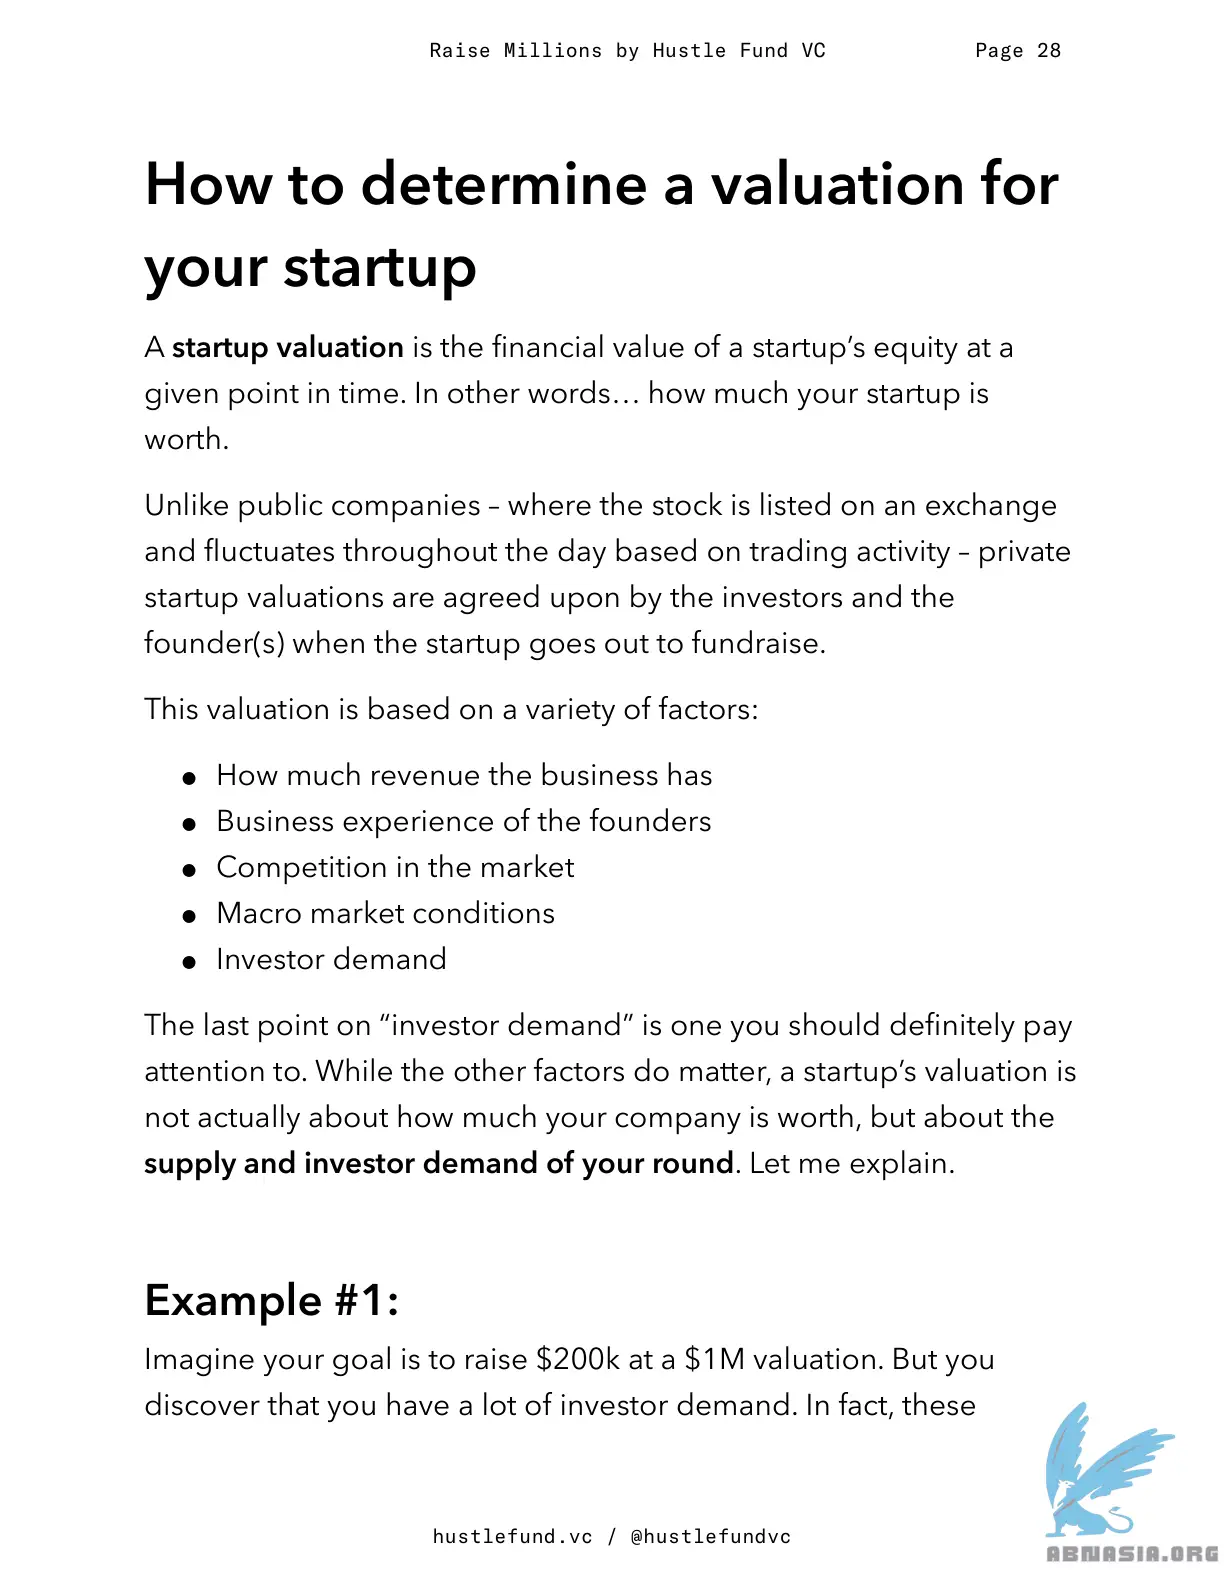 Raise Millions by Hustle Fund VC Page 28
How to determine a valuation for
your startup
A startup valuation is the financial value of a startup’s equity at a
given point in time. In other words… how much your startup is
worth.
Unlike public companies – where the stock is listed on an exchange
and fluctuates throughout the day based on trading activity – private
startup valuations are agreed upon by the investors and the
founder(s) when the startup goes out to fundraise.
This valuation is based on a variety of factors:
● How much revenue the business has
● Business experience of the founders
● Competition in the market
● Macro market conditions
● Investor demand
The last point on “investor demand” is one you should definitely pay
attention to. While the other factors do matter, a startup’s valuation is
not actually about how much your company is worth, but about the
supply and investor demand of your round. Let me explain.
Example #1:
Imagine your goal is to raise $200k at a $1M valuation. But you
discover that you have a lot of investor demand. In fact, these
hustlefund.vc / @hustlefundvc
ABNASIA.ORG